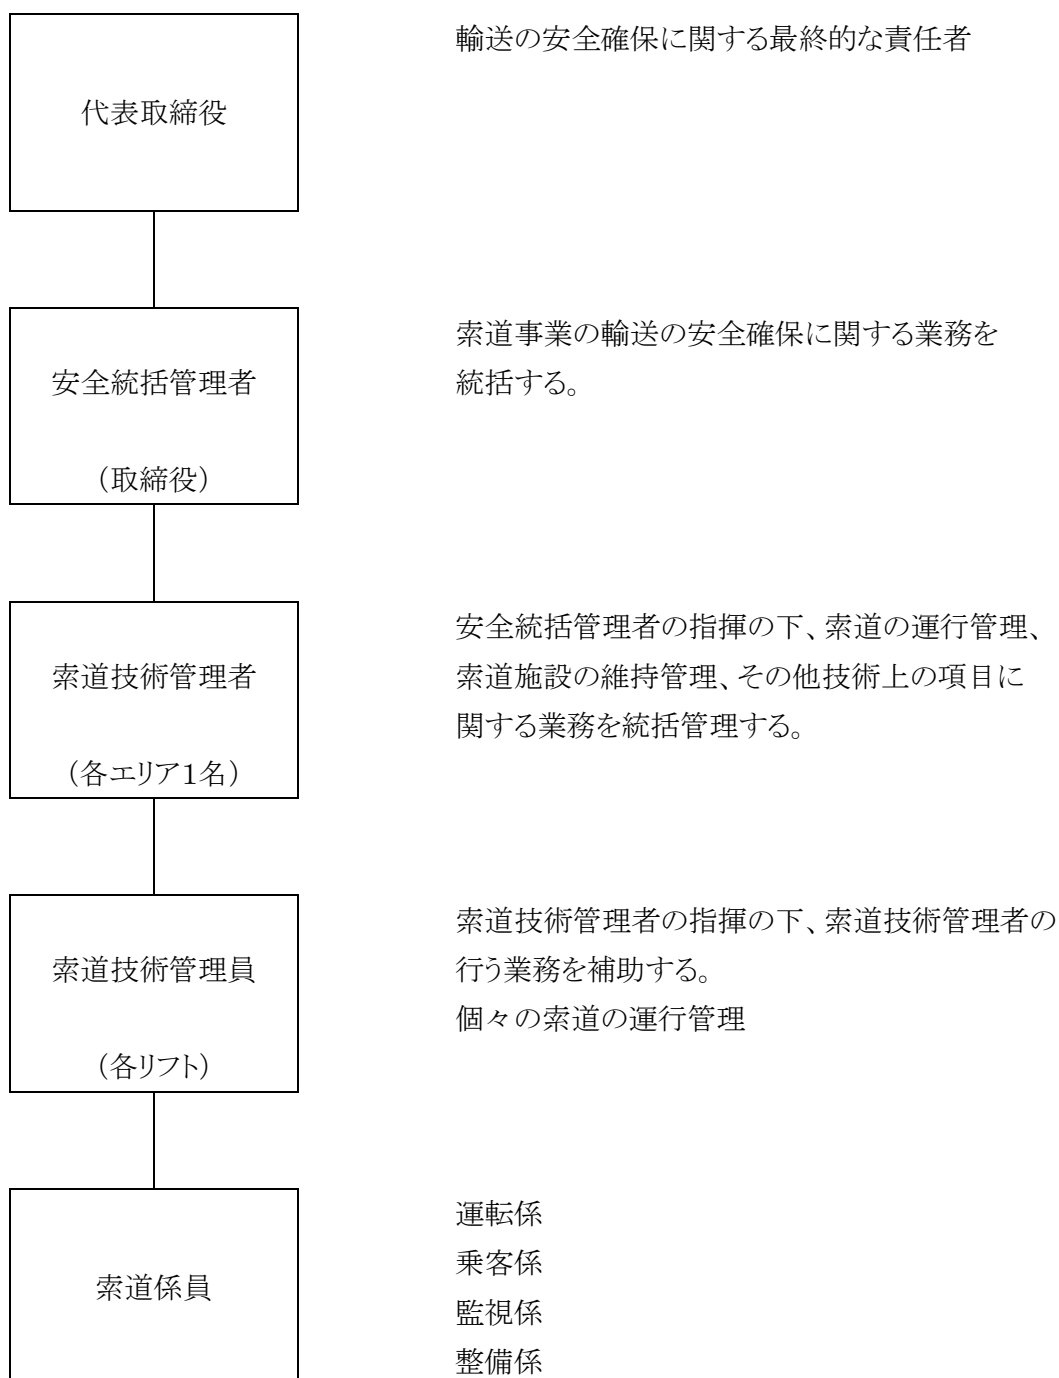 代表取締役
輸送の安全確保に関する最終的な責任者
安全統括管理者
（取締役）
索道事業の輸送の安全確保に関する業務を
統括する。
索道技術管理者
（各エリア１名）
安全統括管理者の指揮の下、索道の運行管理、
索道施設の維持管理、その他技術上の項目に
関する業務を統括管理する。
索道技術管理員
（各リフト）
索道技術管理者の指揮の下、索道技術管理者の
行う業務を補助する。
個々の索道の運行管理
索道係員
運転係
乗客係
監視係
整備係